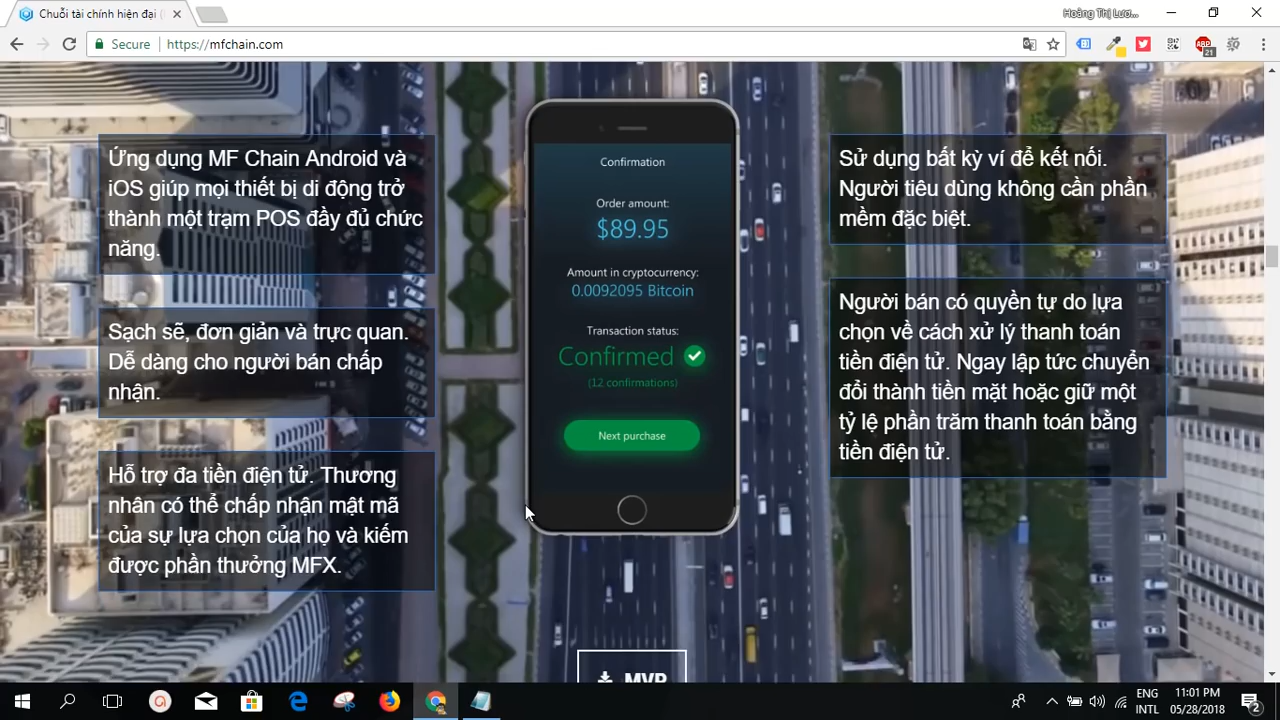 Chuỗi tài chính hiện đại (
Hoàng Thị Lươ...
Secure
https://mfchain.com
ABP
21
Ứng dụng MF Chain Android và
iOS giúp mọi thiết bị di động trở
thành một trạm POS đầy đủ chức
năng.
Sạch sẽ, đơn giản và trực quan.
Dễ dàng cho người bán chấp
nhận.
Hỗ trợ đa tiền điện tử. Thương
nhân có thể chấp nhận mật mã
của sự lựa chọn của họ và kiếm
được phần thưởng MFX.
Confirmation
Order amount:
$89.95
Amount in cryptocurrency:
0.0092095 Bitcoin
Transaction status:
Confirmed
(12 confirmations)
Next purchase
Sử dụng bất kỳ ví để kết nối.
Người tiêu dùng không cần phần
mềm đặc biệt.
Người bán có quyền tự do lựa
chọn về cách xử lý thanh toán
tiền điện tử. Ngay lập tức chuyển
đổi thành tiền mặt hoặc giữ một
tỷ lệ phần trăm thanh toán bằng
tiền điện tử.
MVP
ENG
INTL
11:01 PM
05/28/2018
2